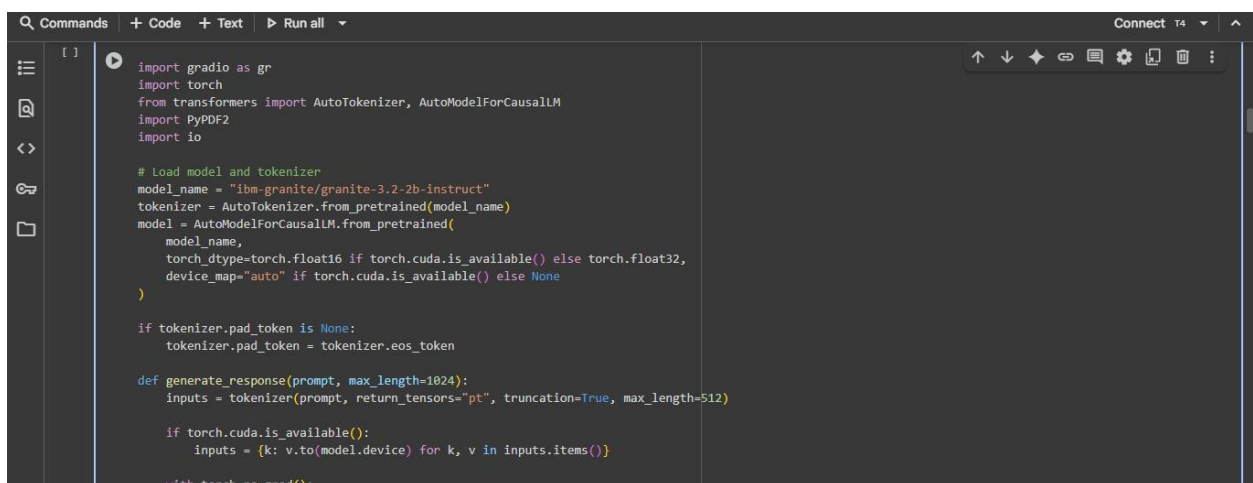 Commands + Code + Text Run all Connect T4
[ ]
import gradio as gr
import torch
from transformers import AutoTokenizer, AutoModelForCausalLM
import PyPDF2
import io
# Load model and tokenizer
model_name = "ibm-granite/granite-3.2-2b-instruct"
tokenizer = AutoTokenizer.from_pretrained(model_name)
model = AutoModelForCausalLM.from_pretrained(
    model_name,
    torch_dtype=torch.float16 if torch.cuda.is_available() else torch.float32,
    device_map="auto" if torch.cuda.is_available() else None
)
if tokenizer.pad_token is None:
    tokenizer.pad_token = tokenizer.eos_token
def generate_response(prompt, max_length=1024):
    inputs = tokenizer(prompt, return_tensors="pt", truncation=True, max_length=512)
    if torch.cuda.is_available():
        inputs = {k: v.to(model.device) for k, v in inputs.items()}